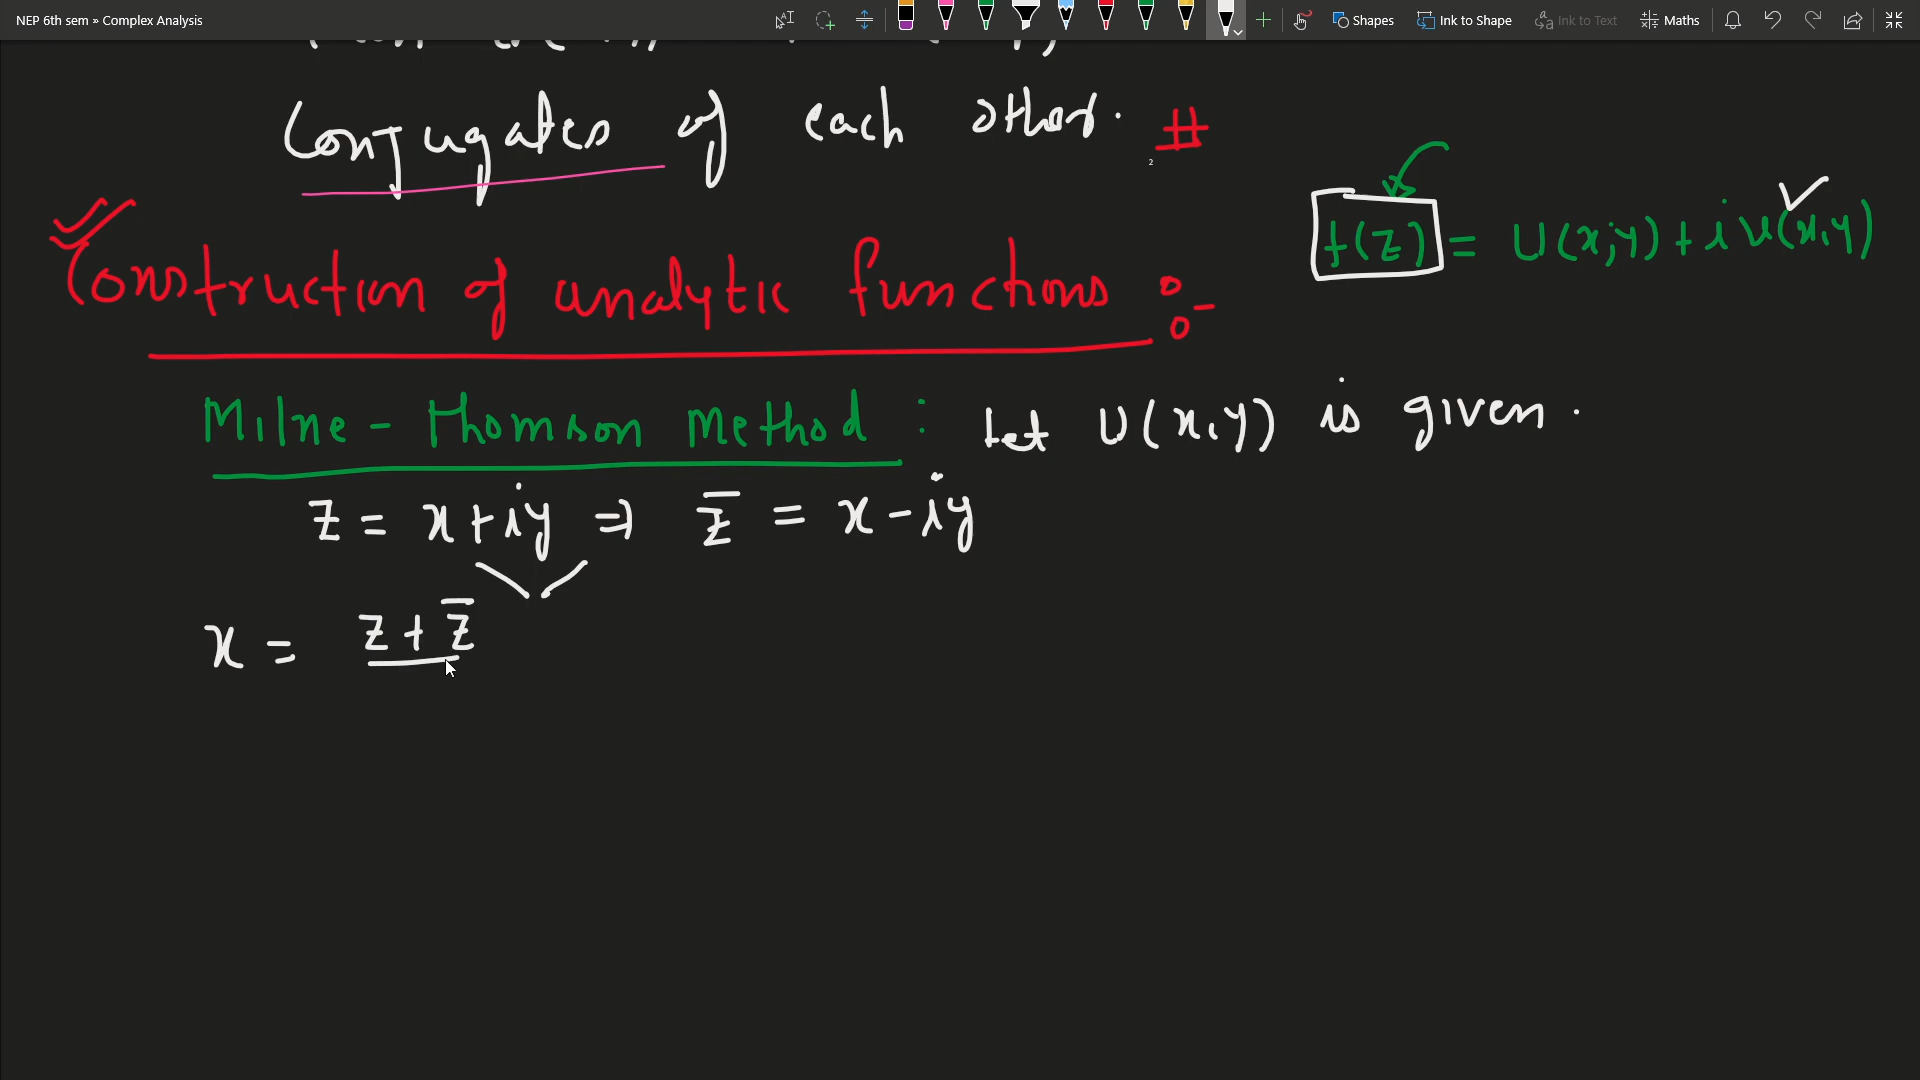 NEP 6th sem » Complex Analysis
Shapes Ink to Shape Ink to Text Maths
Conjugates of each other. #
2
f(z) = U(x,y) + i v(x,y)
Construction of analytic functions :-
Milne - Thomson Method : Let U(x,y) is given .
z = x + iy ⇒ z̅ = x - iy
x = z + z̅